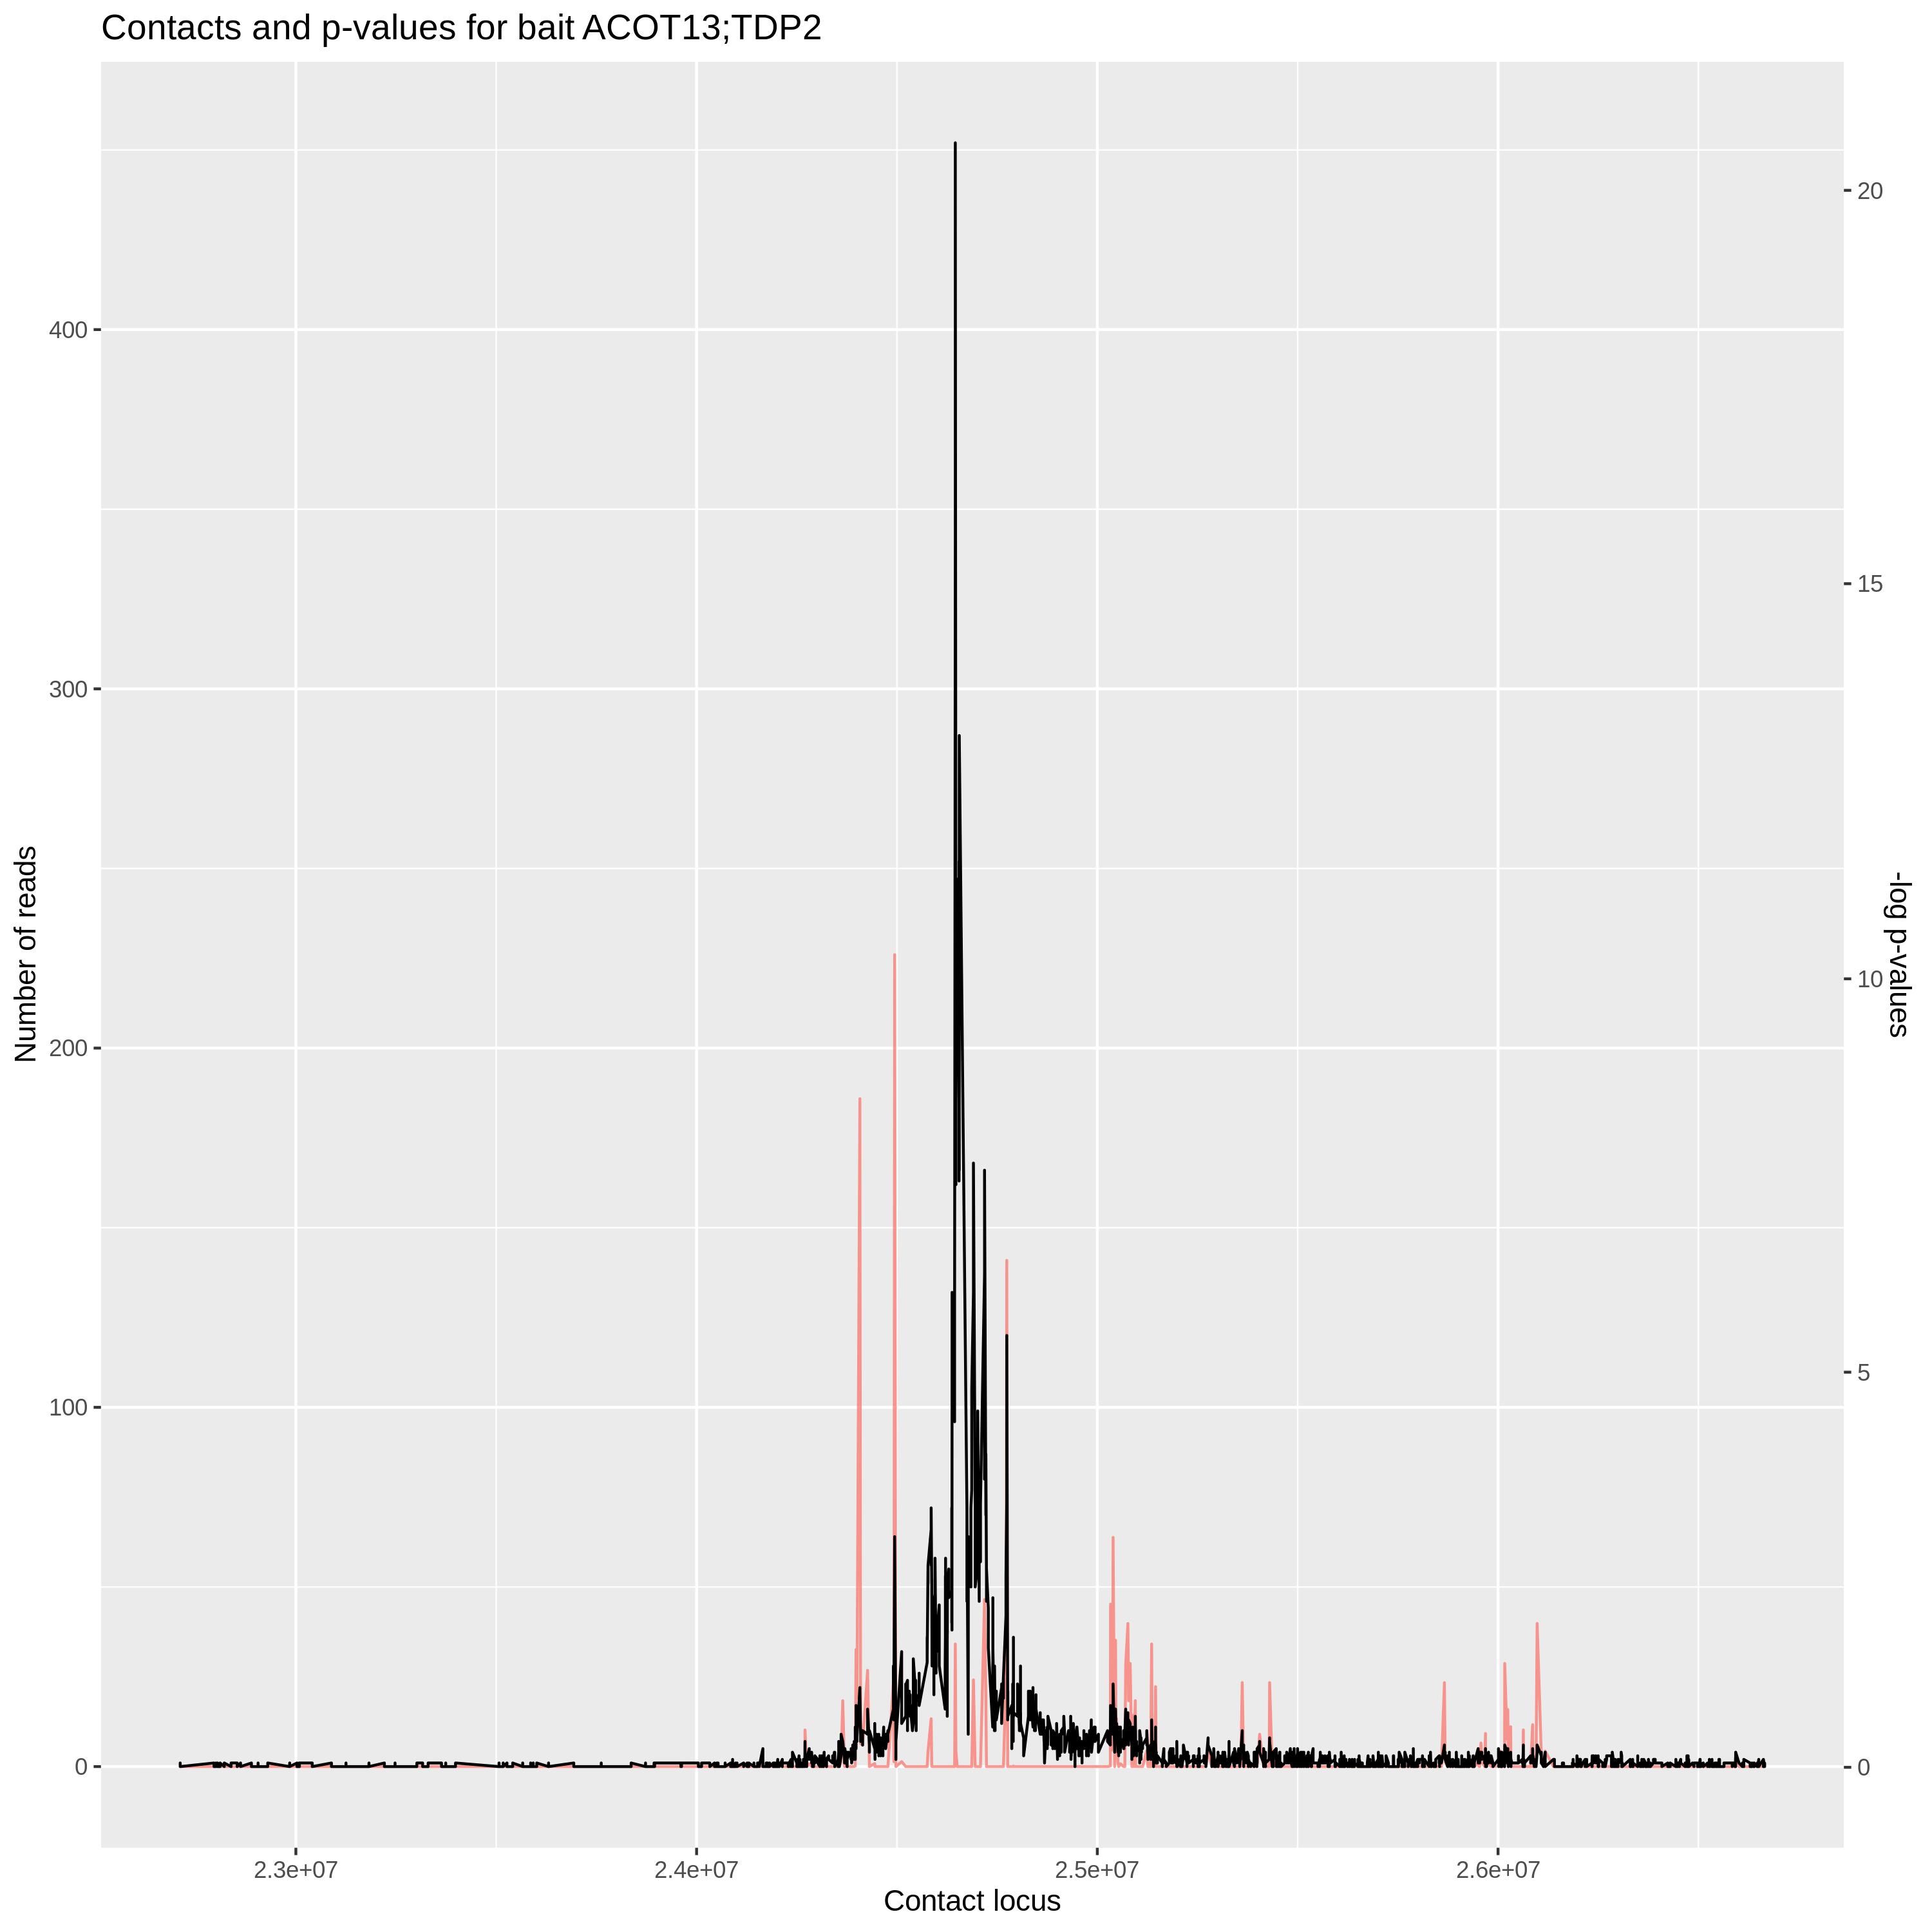 Contacts and p-values for bait ACOT13;TDP2
Number of reads
400
300
200
100
0
20
15
10
5
0
-log p-values
2.3e+07 2.4e+07 2.5e+07 2.6e+07
Contact locus